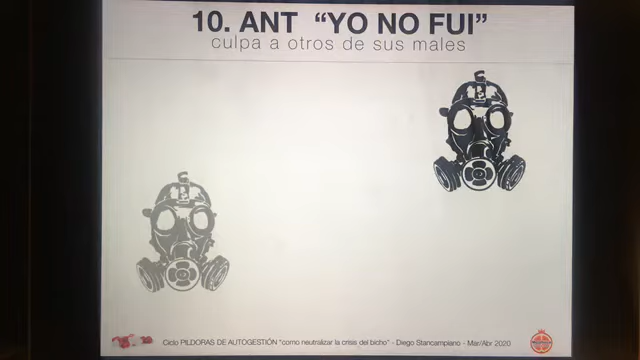 10. ANT "YO NO FUI"
culpa a otros de sus males
Ciclo PILDORAS DE AUTOGESTIÓN "como neutralizar la crisis del bicho" - Diego Stancampiano - Mar/Abr 2020